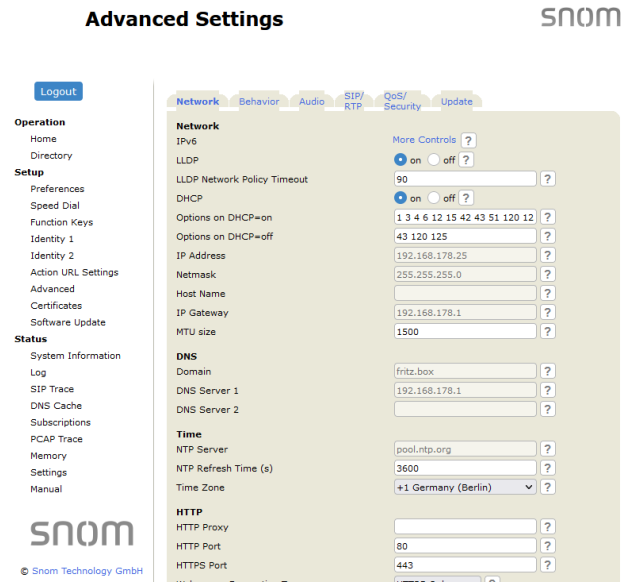 Advanced Settings
snom
Logout
Operation
Home
Directory
Setup
Preferences
Speed Dial
Function Keys
Identity 1
Identity 2
Action URL Settings
Advanced
Certificates
Software Update
Status
System Information
Log
SIP Trace
DNS Cache
Subscriptions
PCAP Trace
Memory
Settings
Manual
snom
© Snom Technology GmbH
Network Behavior Audio SIP/ RTP QoS/ Security Update
Network
IPv6 More Controls ?
LLDP on off ?
LLDP Network Policy Timeout 90 ?
DHCP on off ?
Options on DHCP=on 1 3 4 6 12 15 42 43 51 120 12 ?
Options on DHCP=off 43 120 125 ?
IP Address 192.168.178.25 ?
Netmask 255.255.255.0 ?
Host Name ?
IP Gateway 192.168.178.1 ?
MTU size 1500 ?
DNS
Domain fritz.box ?
DNS Server 1 192.168.178.1 ?
DNS Server 2 ?
Time
NTP Server pool.ntp.org ?
NTP Refresh Time (s) 3600 ?
Time Zone +1 Germany (Berlin) ?
HTTP
HTTP Proxy ?
HTTP Port 80 ?
HTTPS Port 443 ?